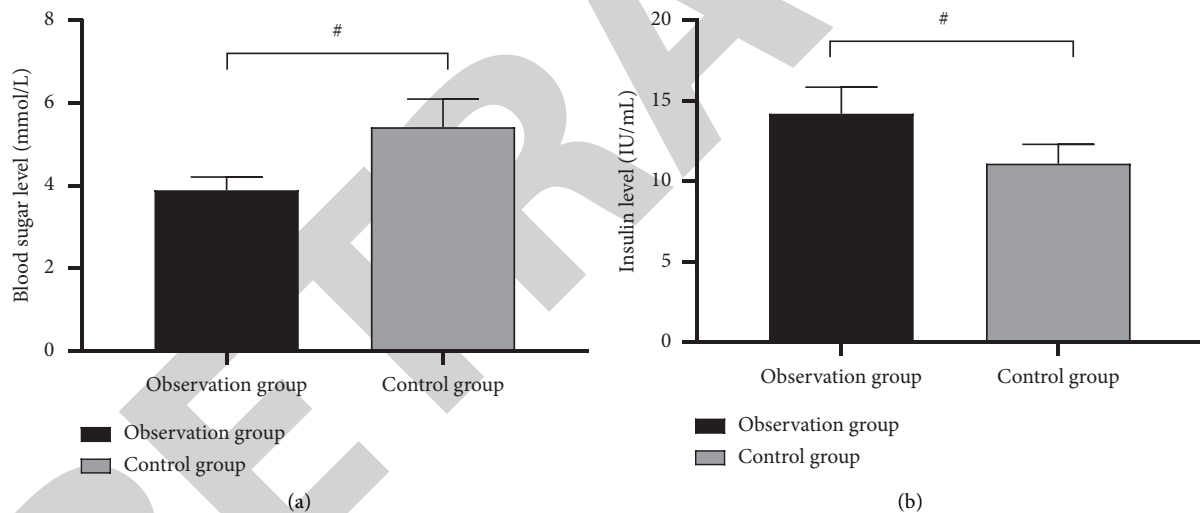 8
6
4
2
0
Blood sugar level (mmol/L)
#
Observation group
Control group
Observation group
Control group
(a)
20
15
10
5
0
Insulin level (IU/mL)
#
Observation group
Control group
Observation group
Control group
(b)